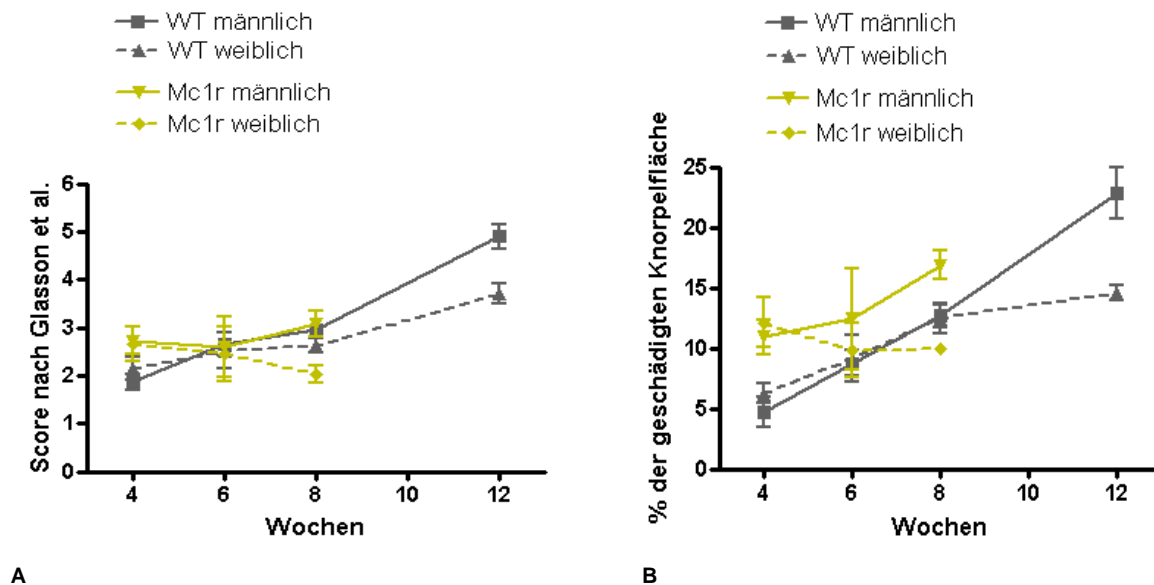 WT männlich
WT weiblich
Mc1r männlich
Mc1r weiblich
Score nach Glasson et al.
6
5
4
3
2
1
0
4 6 8 10 12
Wochen
A
WT männlich
WT weiblich
Mc1r männlich
Mc1r weiblich
% der geschädigten Knorpelfläche
25
20
15
10
5
0
4 6 8 10 12
Wochen
B